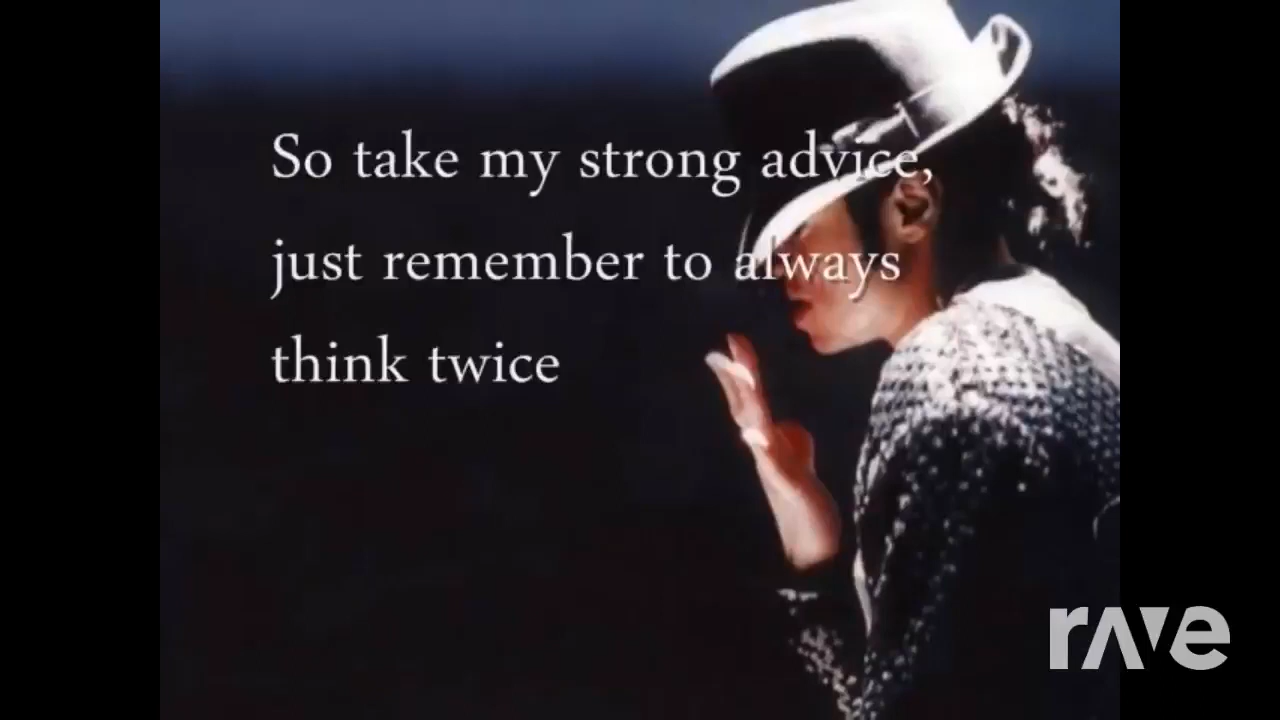 So take my strong advice,
just remember to always
think twice
rave